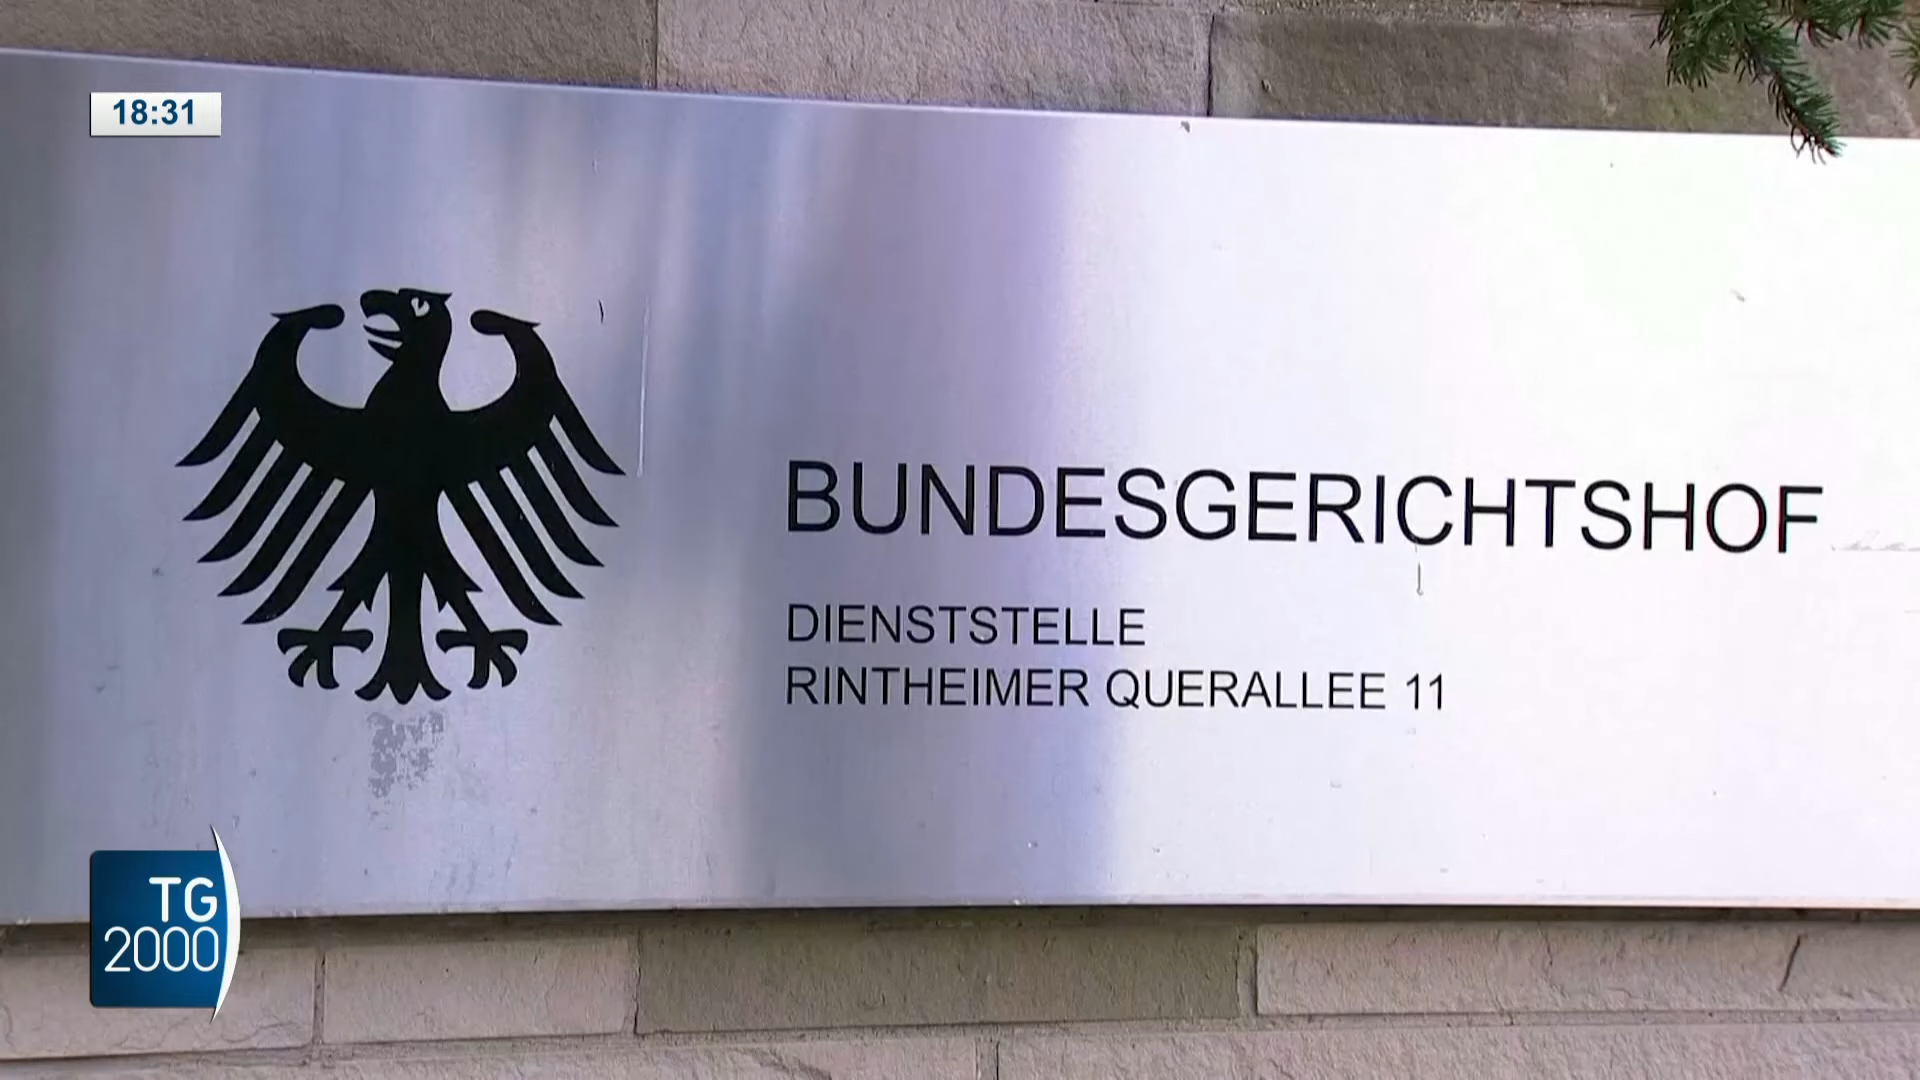 18:31
BUNDESGERICHTSHOF
DIENSTSTELLE
RINTHEIMER QUERALLEE 11
TG
2000